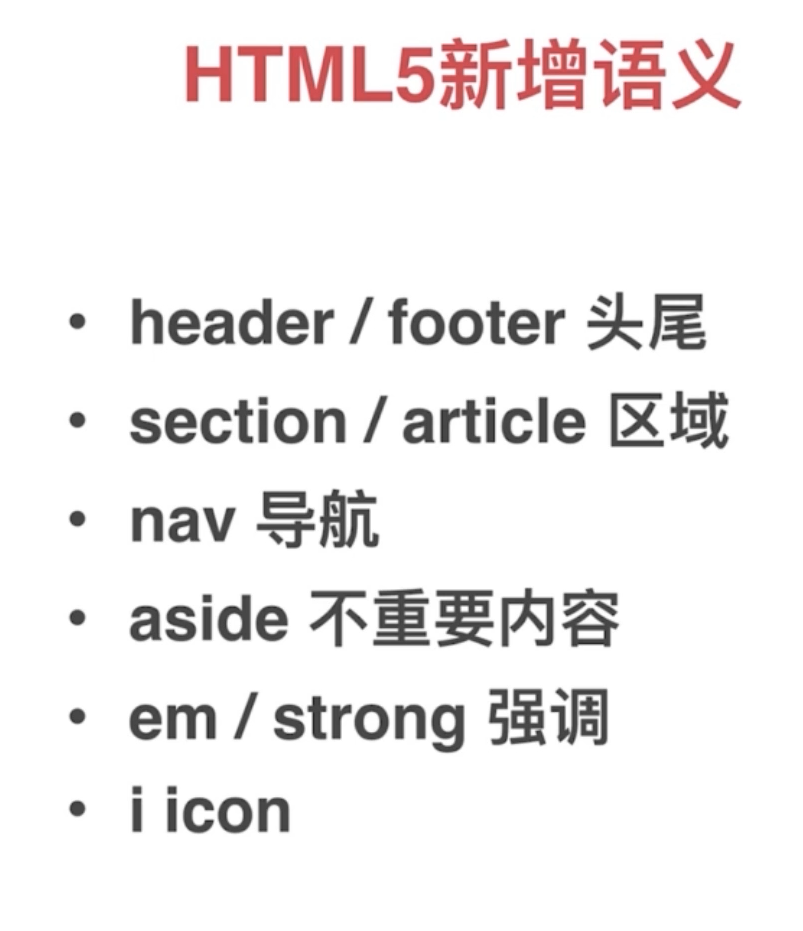 HTML5新增语义
• header / footer 头尾
• section / article 区域
• nav 导航
• aside 不重要内容
• em / strong 强调
• i icon